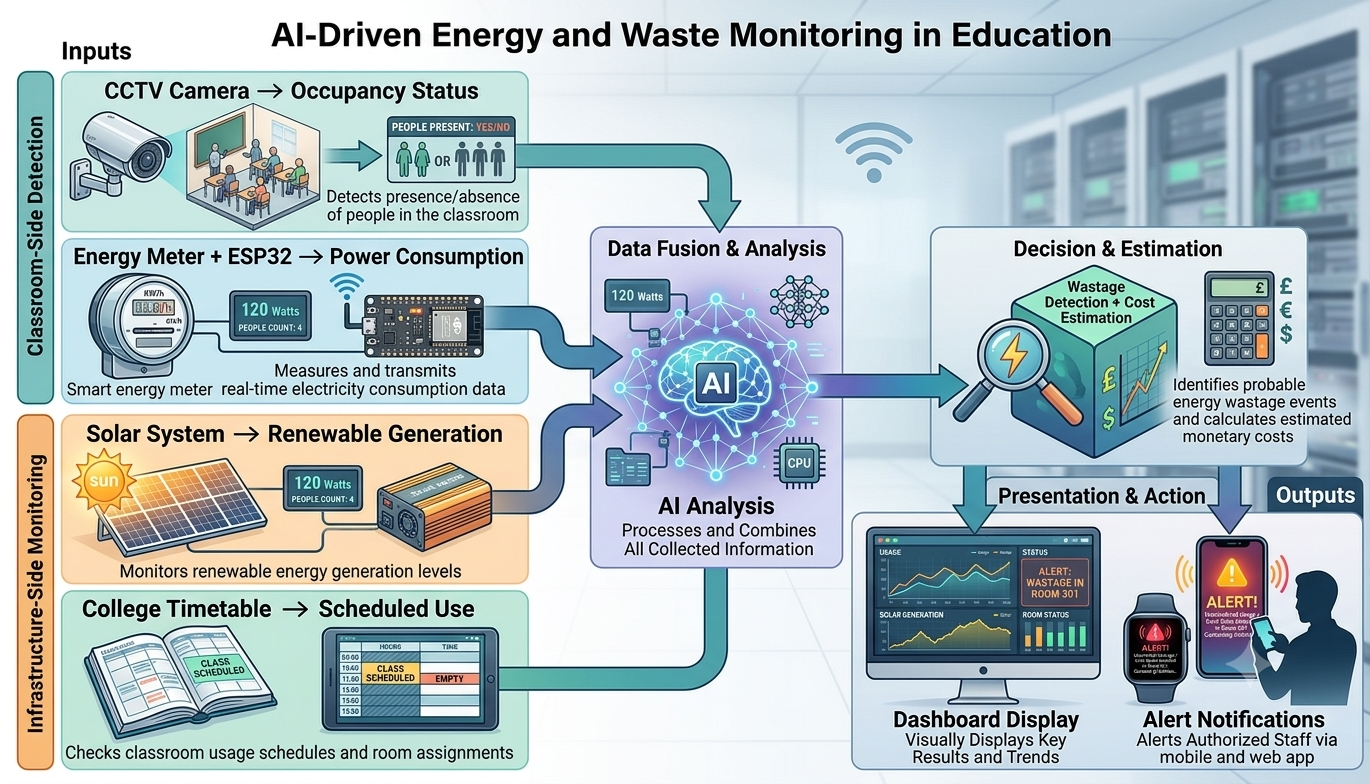 AI-Driven Energy and Waste Monitoring in Education
Inputs
Classroom-Side Detection
CCTV Camera → Occupancy Status
PEOPLE PRESENT: YES/NO
OR
Detects presence/absence
of people in the classroom
Energy Meter + ESP32 → Power Consumption
120 Watts
PEOPLE COUNT: 4
Measures and transmits
Smart energy meter
real-time electricity consumption data
Infrastructure-Side Monitoring
Solar System → Renewable Generation
sun
120 Watts
PEOPLE COUNT: 4
Monitors renewable energy generation levels
College Timetable → Scheduled Use
CLASS
SCHEDULED
HOURS
TIME
CLASS
SCHEDULED
EMPTY
Checks classroom usage schedules and room assignments
Data Fusion & Analysis
120 Watts
AI
CPU
AI Analysis
Processes and Combines
All Collected Information
Decision & Estimation
Wastage
Detection + Cost
Estimation
£
$
£
£
€
$
Identifies probable
energy wastage events
and calculates estimated
monetary costs
Presentation & Action
Outputs
USAGE
STATUS
ALERT:
WASTAGE IN
ROOM 301
SOLAR GENERATION
ROOM STATUS
ALERT!
ALERT!
Dashboard Display
Visually Displays Key
Results and Trends
Alert Notifications
Alerts Authorized Staff via
mobile and web app